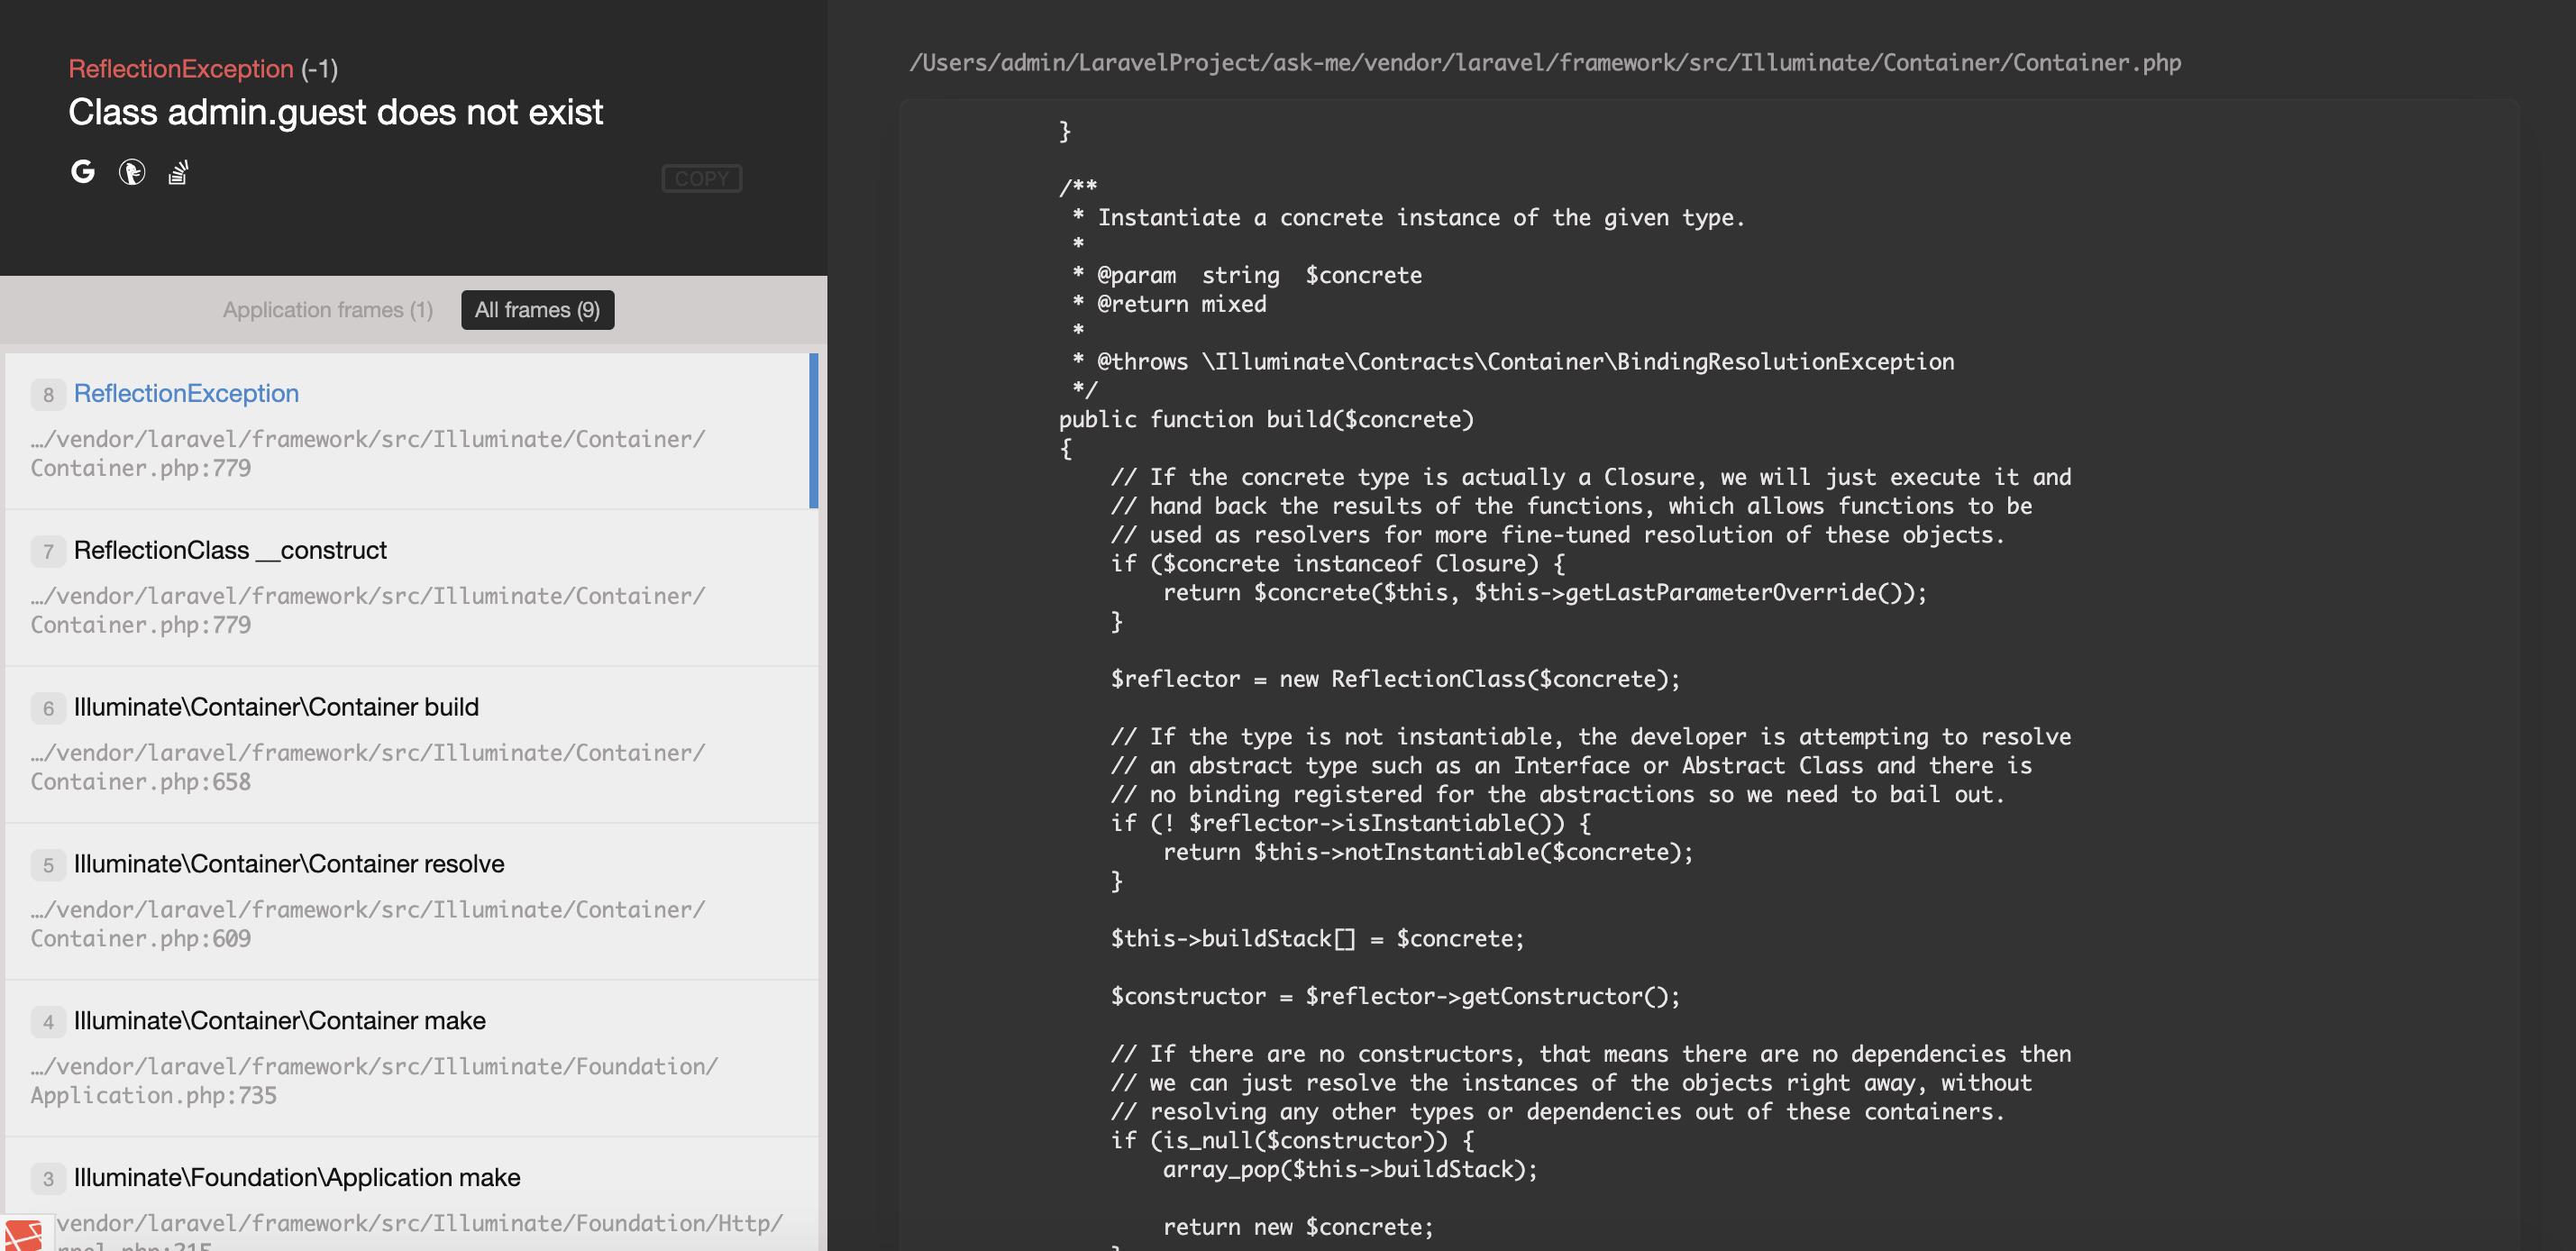 ReflectionException (-1)
Class admin.guest does not exist
COPY
Application frames (1)
All frames (9)
8 ReflectionException
…/vendor/laravel/framework/src/Illuminate/Container/
Container.php:779
7 ReflectionClass __construct
…/vendor/laravel/framework/src/Illuminate/Container/
Container.php:779
6 Illuminate\Container\Container build
…/vendor/laravel/framework/src/Illuminate/Container/
Container.php:658
5 Illuminate\Container\Container resolve
…/vendor/laravel/framework/src/Illuminate/Container/
Container.php:609
4 Illuminate\Container\Container make
…/vendor/laravel/framework/src/Illuminate/Foundation/
Application.php:735
3 Illuminate\Foundation\Application make
vendor/laravel/framework/src/Illuminate/Foundation/Http/
rnel.php:215
/Users/admin/LaravelProject/ask-me/vendor/laravel/framework/src/Illuminate/Container/Container.php
}
/**
* Instantiate a concrete instance of the given type.
*
* @param  string  $concrete
* @return mixed
*
* @throws \Illuminate\Contracts\Container\BindingResolutionException
*/
public function build($concrete)
{
// If the concrete type is actually a Closure, we will just execute it and
// hand back the results of the functions, which allows functions to be
// used as resolvers for more fine-tuned resolution of these objects.
if ($concrete instanceof Closure) {
return $concrete($this, $this->getLastParameterOverride());
}
$reflector = new ReflectionClass($concrete);
// If the type is not instantiable, the developer is attempting to resolve
// an abstract type such as an Interface or Abstract Class and there is
// no binding registered for the abstractions so we need to bail out.
if (! $reflector->isInstantiable()) {
return $this->notInstantiable($concrete);
}
$this->buildStack[] = $concrete;
$constructor = $reflector->getConstructor();
// If there are no constructors, that means there are no dependencies then
// we can just resolve the instances of the objects right away, without
// resolving any other types or dependencies out of these containers.
if (is_null($constructor)) {
array_pop($this->buildStack);
return new $concrete;
}